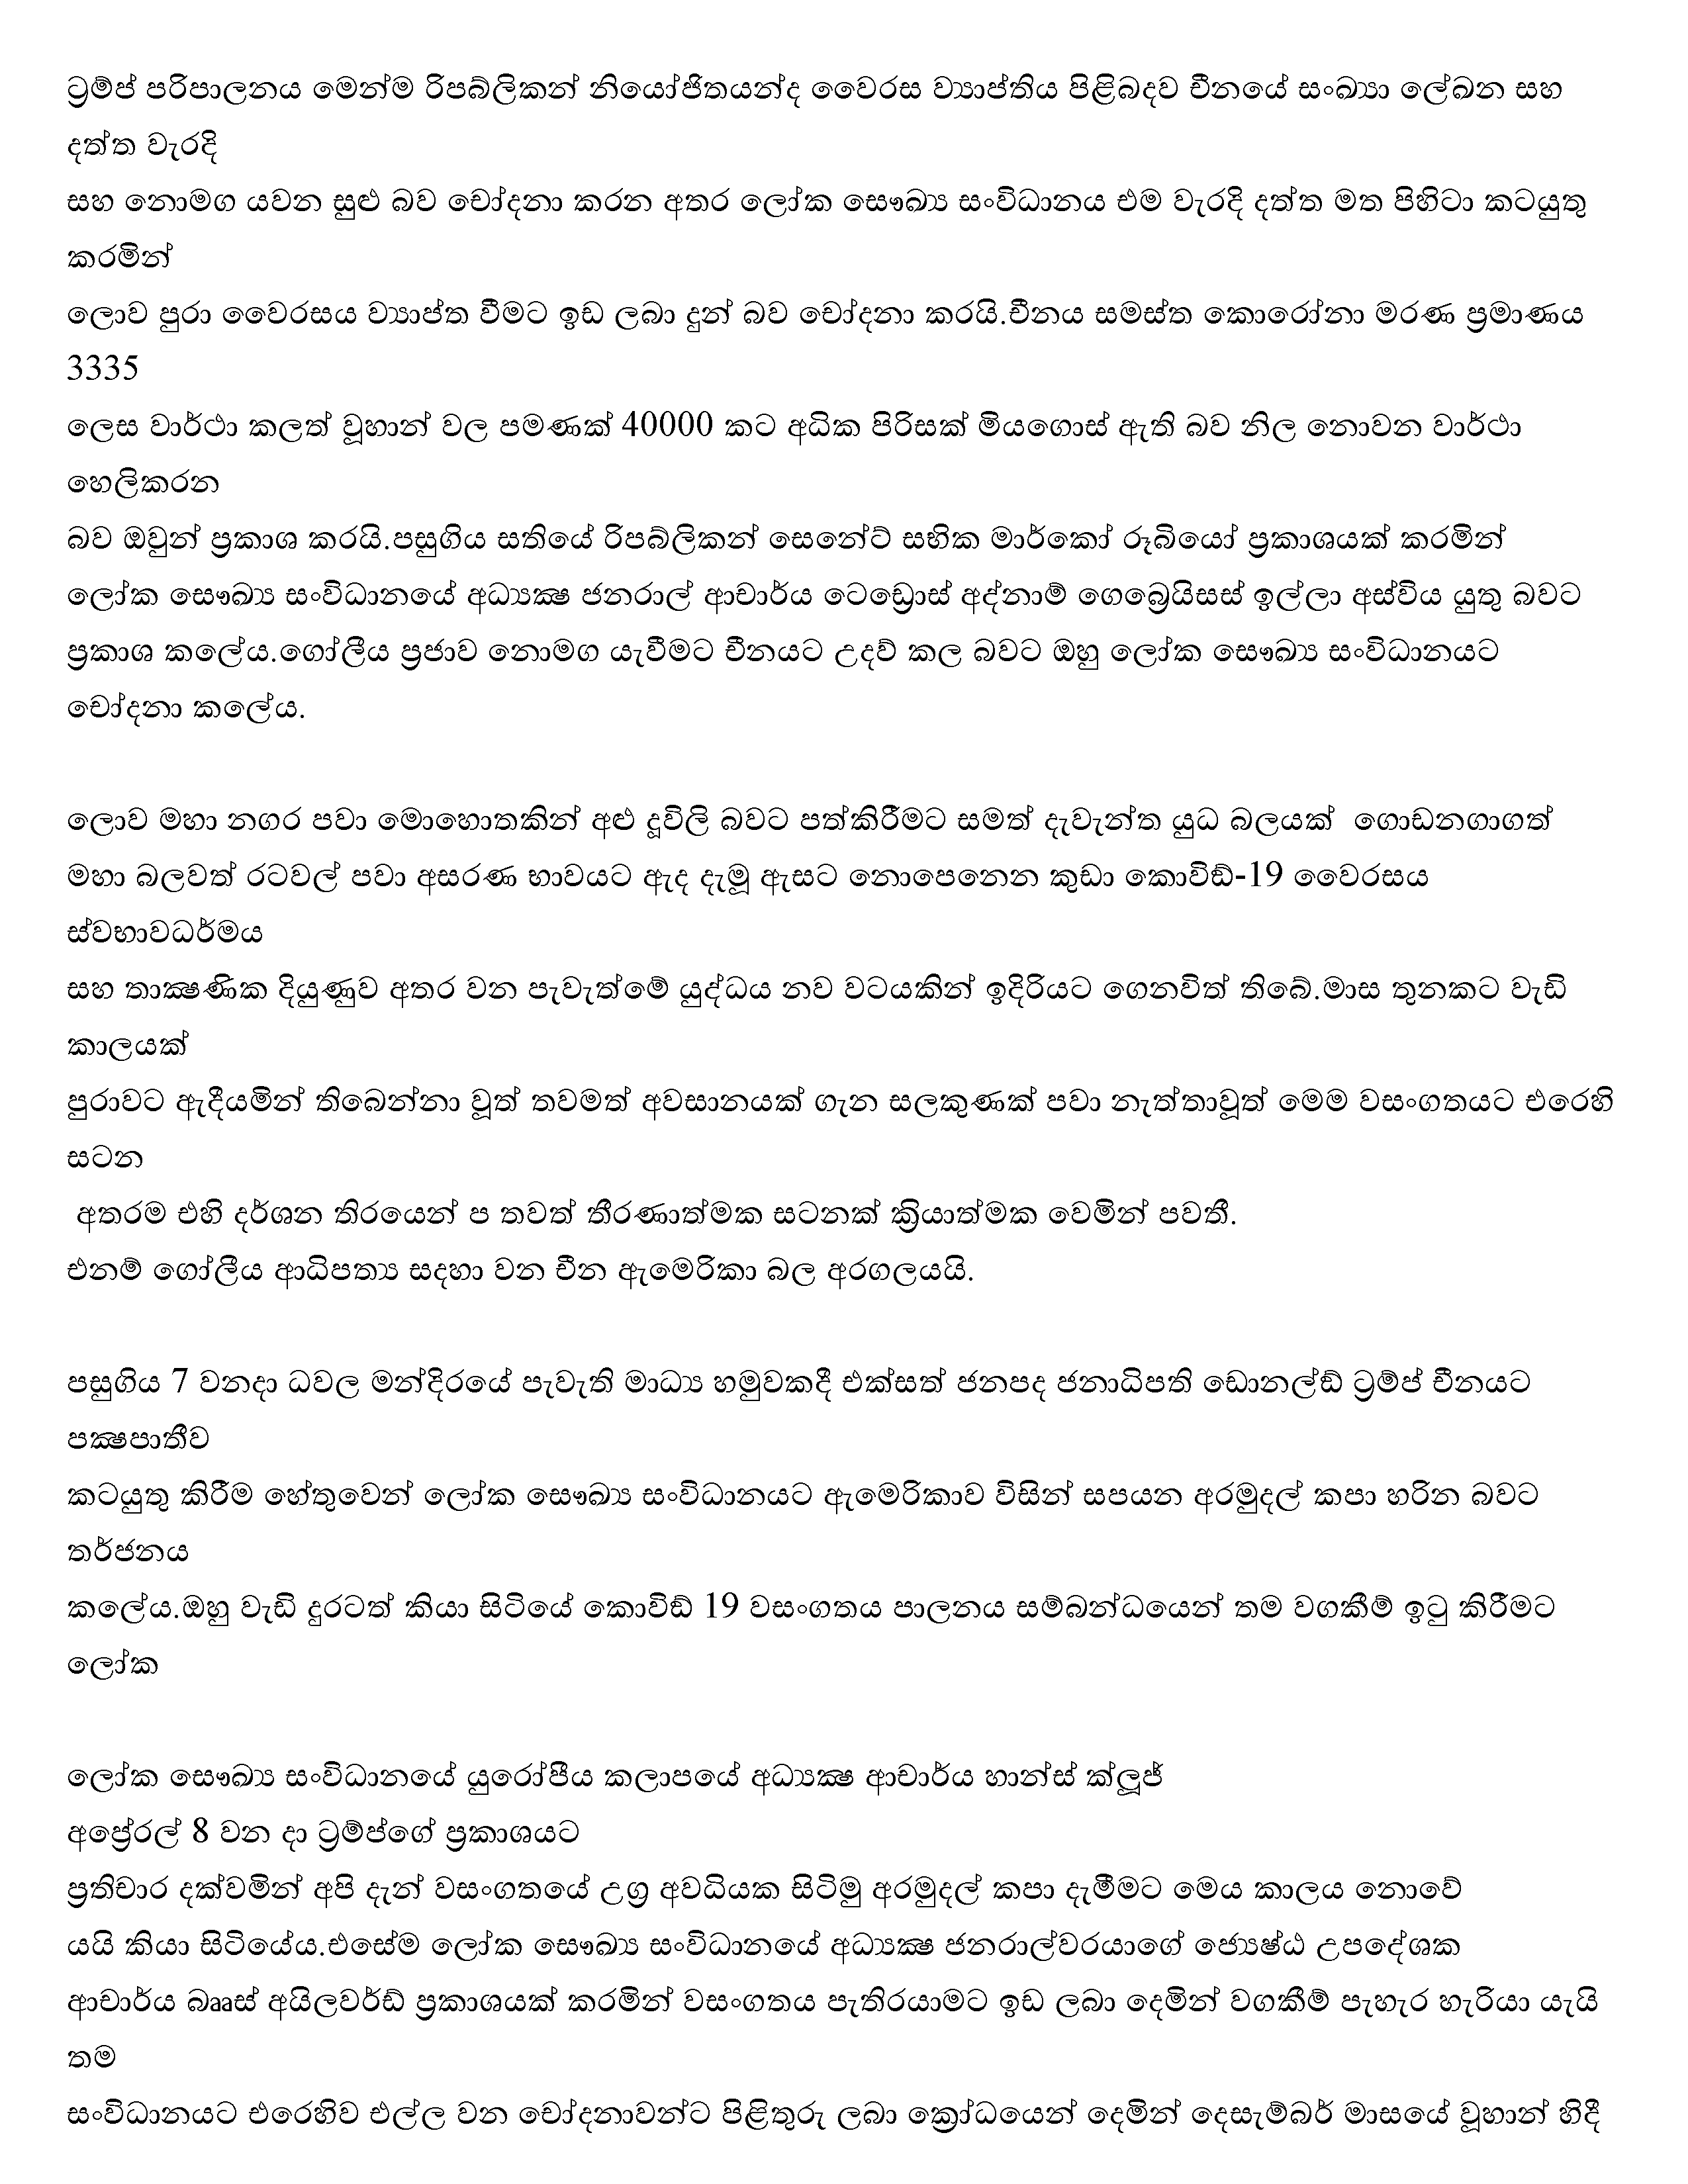 ට්‍රම්ප් පරිපාලනය මෙන්ම රිපබ්ලිකන් නියෝජිතයන්ද වෛරස ව්‍යාප්තිය පිළිබදව චීනයේ සංඛ්‍යා ලේඛන සහ
දත්ත වැරදි
සහ නොමග යවන සුළු බව චෝදනා කරන අතර ලෝක සෞඛ්‍ය සංවිධානය එම වැරදි දත්ත මත පිහිටා කටයුතු
කරමින්
ලොව පුරා වෛරසය ව්‍යාප්ත වීමට ඉඩ ලබා දුන් බව චෝදනා කරයි.චීනය සමස්ත කොරෝනා මරණ ප්‍රමාණය
3335
ලෙස වාර්ථා කලත් වූහාන් වල පමණක් 40000 කට අධික පිරිසක් මියගොස් ඇති බව නිල නොවන වාර්ථා
හෙලිකරන
බව ඔවුන් ප්‍රකාශ කරයි.පසුගිය සතියේ රිපබ්ලිකන් සෙනේට් සභික මාර්කෝ රූබියෝ ප්‍රකාශයක් කරමින්
ලෝක සෞඛ්‍ය සංවිධානයේ අධ්‍යක්‍ෂ ජනරාල් ආචාර්ය ටෙඩ්‍රොස් අද්නාම් ගෙබ්‍රෙයිසස් ඉල්ලා අස්විය යුතු බවට
ප්‍රකාශ කලේය.ගෝලීය ප්‍රජාව නොමග යැවීමට චීනයට උදව් කල බවට ඔහු ලෝක සෞඛ්‍ය සංවිධානයට
චෝදනා කලේය.
ලොව මහා නගර පවා මොහොතකින් අළු දූවිලි බවට පත්කිරීමට සමත් දැවැන්ත යුධ බලයක්  ගොඩනගාගත්
මහා බලවත් රටවල් පවා අසරණ භාවයට ඇද දැමූ ඇසට නොපෙනෙන කුඩා කොවිඩ්-19 වෛරසය
ස්වභාවධර්මය
සහ තාක්‍ෂණික දියුණුව අතර වන පැවැත්මේ යුද්ධය නව වටයකින් ඉදිරියට ගෙනවිත් තිබේ.මාස තුනකට වැඩි
කාලයක්
පුරාවට ඇදීයමින් තිබෙන්නා වූත් තවමත් අවසානයක් ගැන සලකුණක් පවා නැත්තාවූත් මෙම වසංගතයට එරෙහි
සටන
 අතරම එහි දර්ශන තිරයෙන් ප තවත් තීරණාත්මක සටනක් ක්‍රියාත්මක වෙමින් පවතී.
එනම් ගෝලීය ආධිපත්‍ය සදහා වන චීන ඇමෙරිකා බල අරගලයයි.
පසුගිය 7 වනදා ධවල මන්දිරයේ පැවැති මාධ්‍ය හමුවකදී එක්සත් ජනපද ජනාධිපති ඩොනල්ඩ් ට්‍රම්ප් චීනයට
පක්‍ෂපාතීව
කටයුතු කිරීම හේතුවෙන් ලෝක සෞඛ්‍ය සංවිධානයට ඇමෙරිකාව විසින් සපයන අරමුදල් කපා හරින බවට
තර්ජනය
කලේය.ඔහු වැඩි දුරටත් කියා සිටියේ කොවිඩ් 19 වසංගතය පාලනය සම්බන්ධයෙන් තම වගකීම් ඉටු කිරීමට
ලෝක
ලෝක සෞඛ්‍ය සංවිධානයේ යුරෝපීය කලාපයේ අධ්‍යක්‍ෂ ආචාර්ය හාන්ස් ක්ලූජ්
අප්‍රේරල් 8 වන දා ට්‍රම්ප්ගේ ප්‍රකාශයට
ප්‍රතිචාර දක්වමින් අපි දැන් වසංගතයේ උග්‍ර අවධියක සිටිමු අරමුදල් කපා දැමීමට මෙය කාලය නොවේ
යයි කියා සිටියේය.එසේම ලෝක සෞඛ්‍ය සංවිධානයේ අධ්‍යක්‍ෂ ජනරාල්වරයාගේ ජ්‍යෙෂ්ඨ උපදේශක
ආචාර්ය බෲස් අයිලවර්ඩ් ප්‍රකාශයක් කරමින් වසංගතය පැතිරයාමට ඉඩ ලබා දෙමින් වගකීම් පැහැර හැරියා යැයි
තම
සංවිධානයට එරෙහිව එල්ල වන චෝදනාවන්ට පිළිතුරු ලබා ක්‍රෝධයෙන් දෙමින් දෙසැම්බර් මාසයේ වූහාන් හිදී